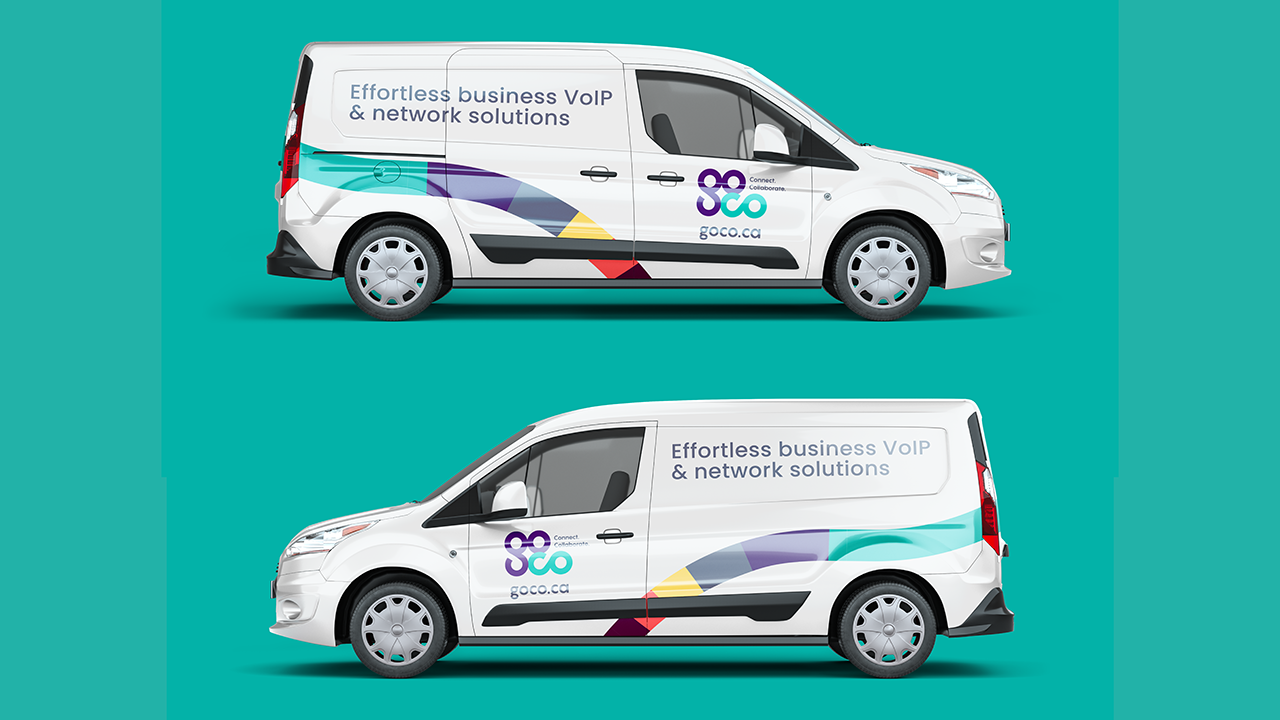 Effortless business VoIP
& network solutions
goco
Connect.
Collaborate.
goco.ca
Effortless business VoIP
& network solutions
goco
Connect.
Collaborate.
goco.ca